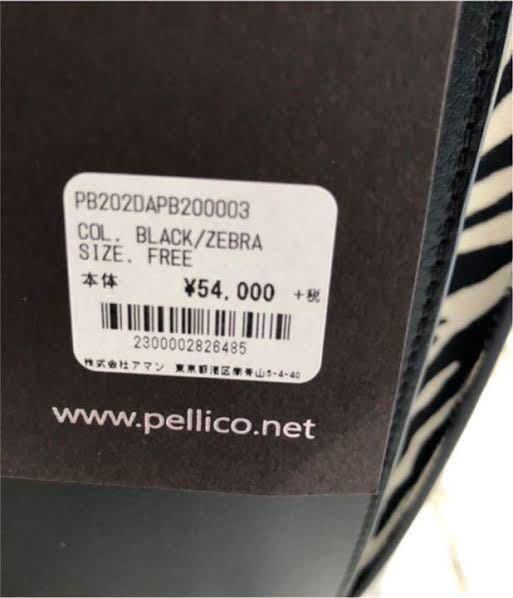 PB202DAPB200003
COL. BLACK/ZEBRA
SIZE. FREE
本体 ¥54,000 +税
2300002826485
株式会社アマン 東京都港区南青山5-4-40
www.pellico.net